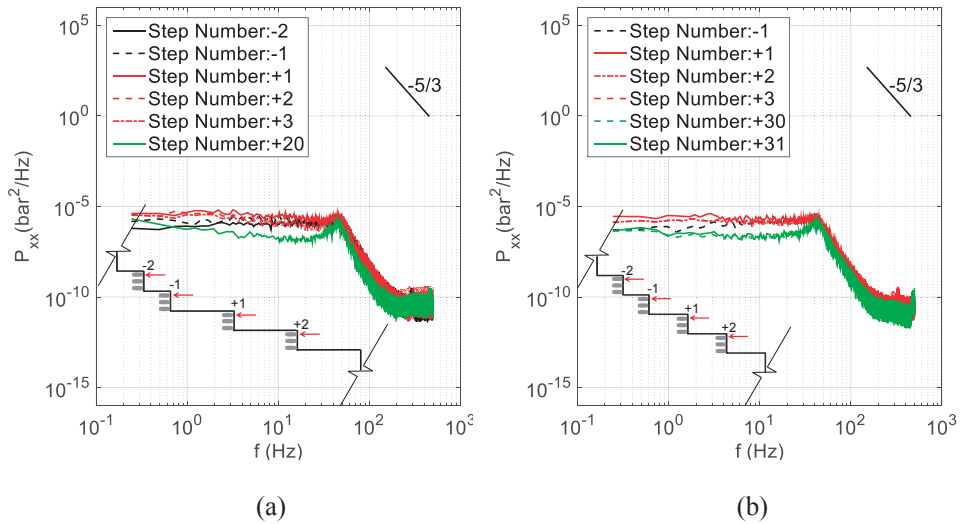 10^5
10^0
10^-5
10^-10
10^-15
P_xx(bar^2/Hz)
Step Number:-2
Step Number:-1
Step Number:+1
Step Number:+2
Step Number:+3
Step Number:+20
-5/3
-2
-1
+1
+2
10^-1
10^0
10^1
10^2
10^3
f (Hz)
(a)
10^5
10^0
10^-5
10^-10
10^-15
P_xx(bar^2/Hz)
Step Number:-1
Step Number:+1
Step Number:+2
Step Number:+3
Step Number:+30
Step Number:+31
-5/3
-2
-1
+1
+2
10^-1
10^0
10^1
10^2
10^3
f (Hz)
(b)